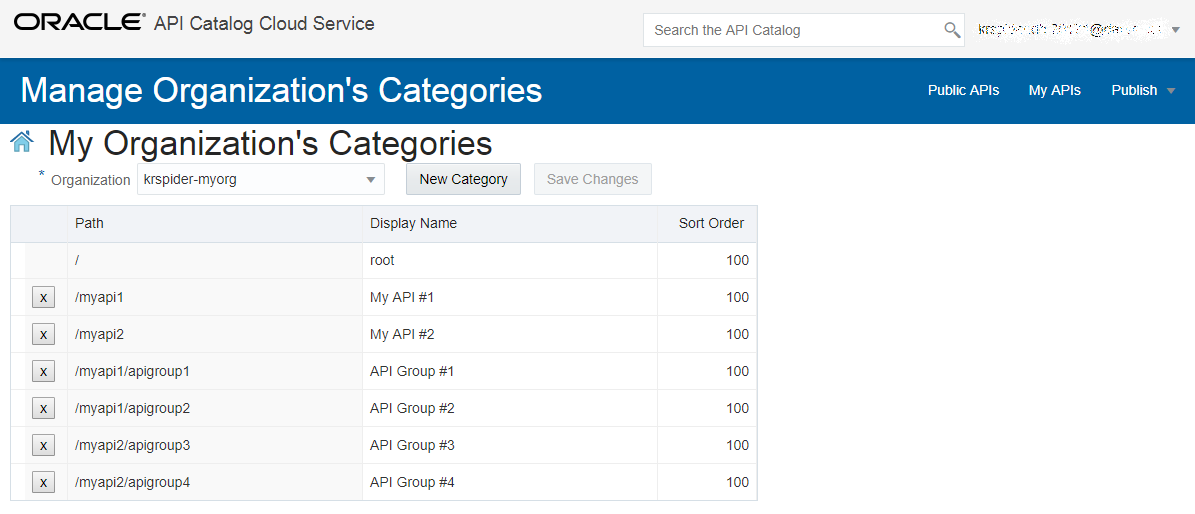 ORACLE® API Catalog Cloud Service
Search the API Catalog
Manage Organization's Categories
Public APIs My APIs Publish
My Organization's Categories
* Organization krspider-myorg New Category Save Changes
Path Display Name Sort Order
/ root 100
x /myapi1 My API #1 100
x /myapi2 My API #2 100
x /myapi1/apigroup1 API Group #1 100
x /myapi1/apigroup2 API Group #2 100
x /myapi2/apigroup3 API Group #3 100
x /myapi2/apigroup4 API Group #4 100